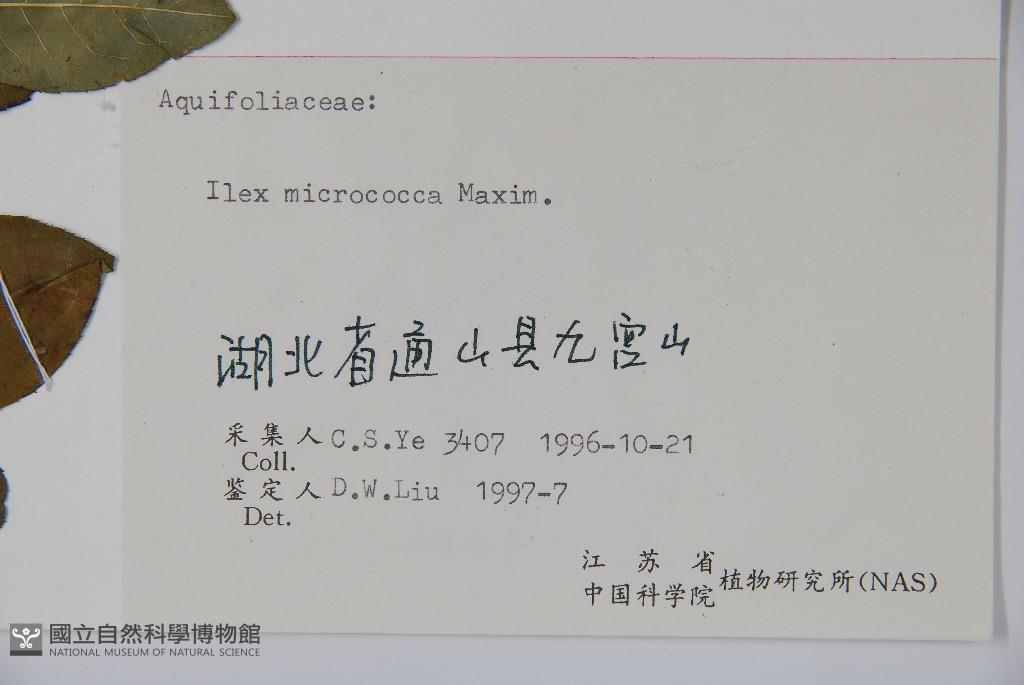 Aquifoliaceae:
Ilex micrococca Maxim.
湖北省通山县九宫山
采集人 C.S.Ye 3407 1996-10-21
Coll.
鉴定人 D.W.Liu 1997-7
Det.
江苏省
中国科学院 植物研究所(NAS)
國立自然科學博物館
NATIONAL MUSEUM OF NATURAL SCIENCE